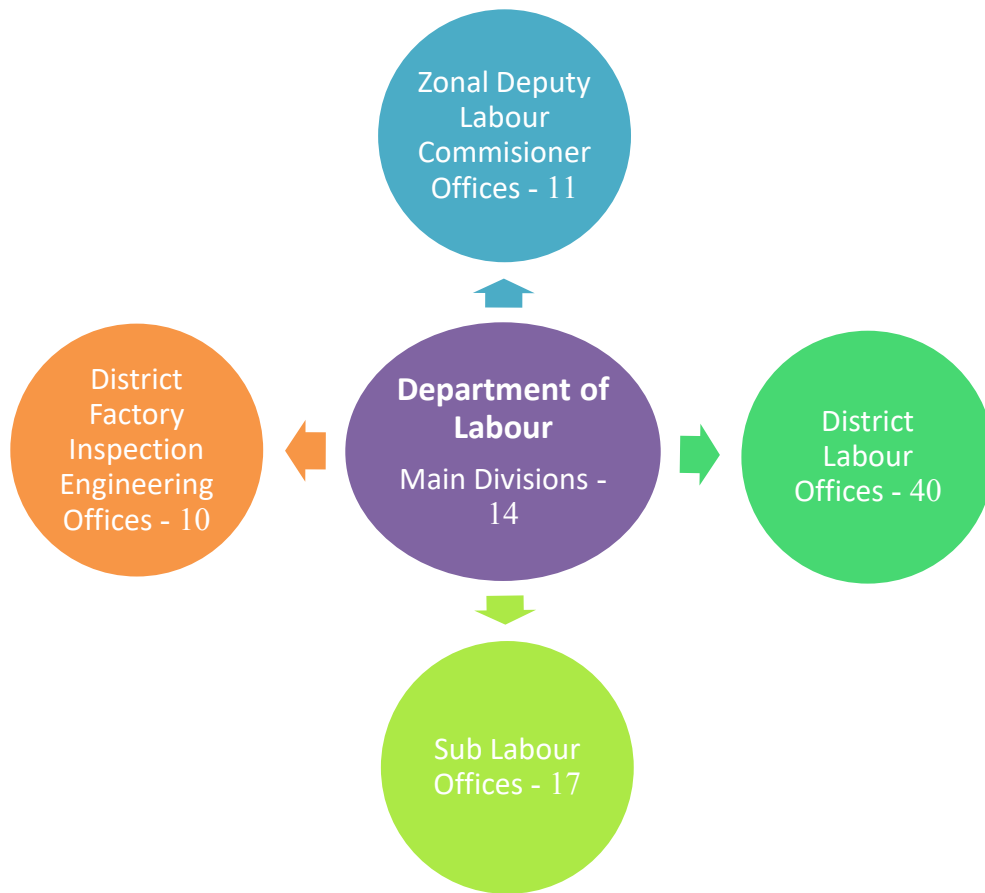 Zonal Deputy
Labour
Commisioner
Offices - 11
District
Factory
Inspection
Engineering
Offices - 10
Department of
Labour
Main Divisions -
14
District
Labour
Offices - 40
Sub Labour
Offices - 17